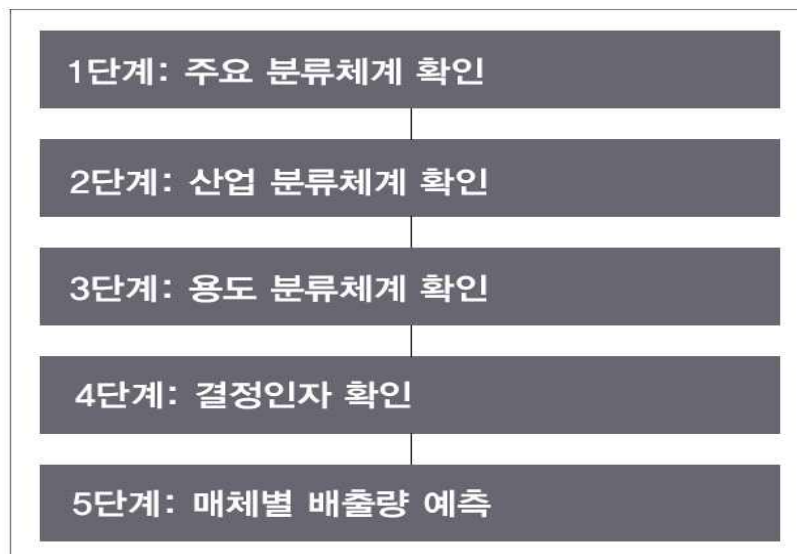 1단계: 주요 분류체계 확인
2단계: 산업 분류체계 확인
3단계: 용도 분류체계 확인
4단계: 결정인자 확인
5단계: 매체별 배출량 예측